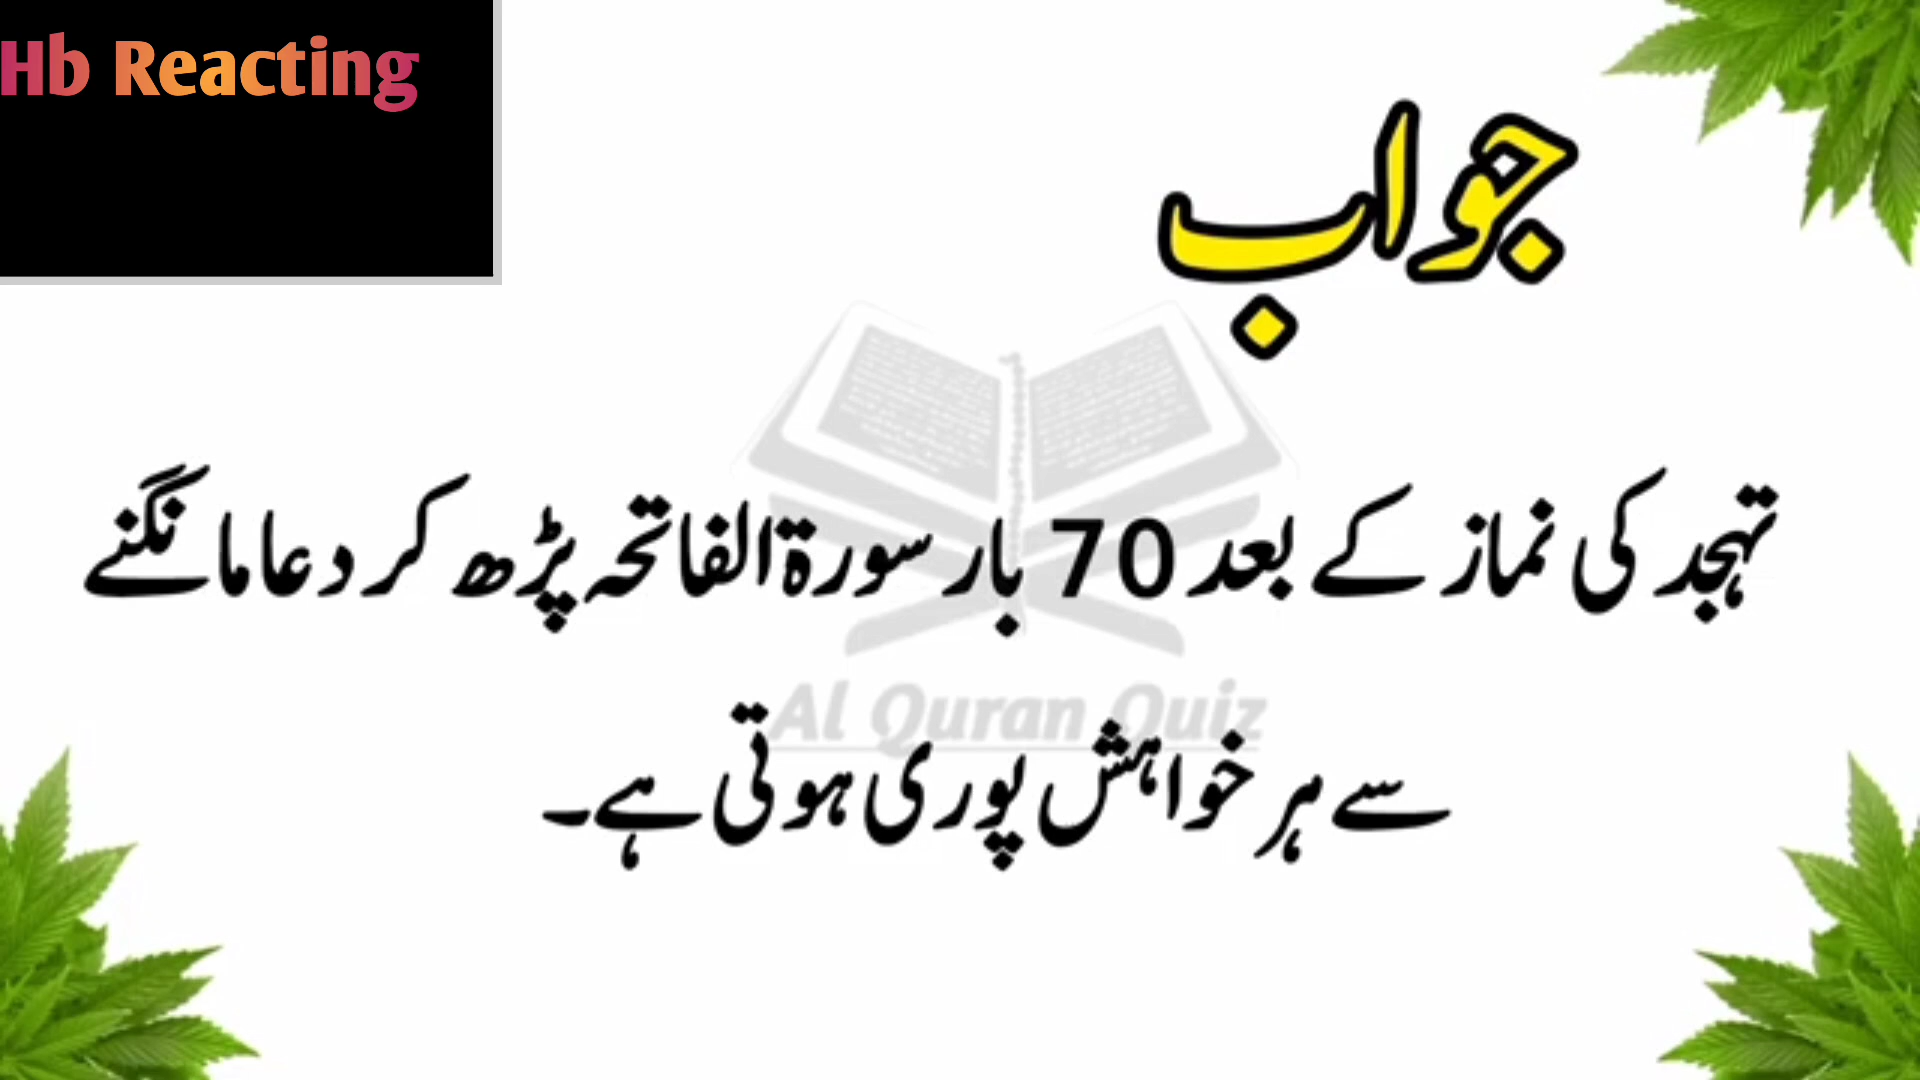 Hb Reacting
جواب
تہجد کی نماز کے بعد 70 بار سورۃ الفاتحہ پڑھ کر دعا مانگنے
Al Quran Quiz
سے ہر خواہش پوری ہوتی ہے۔